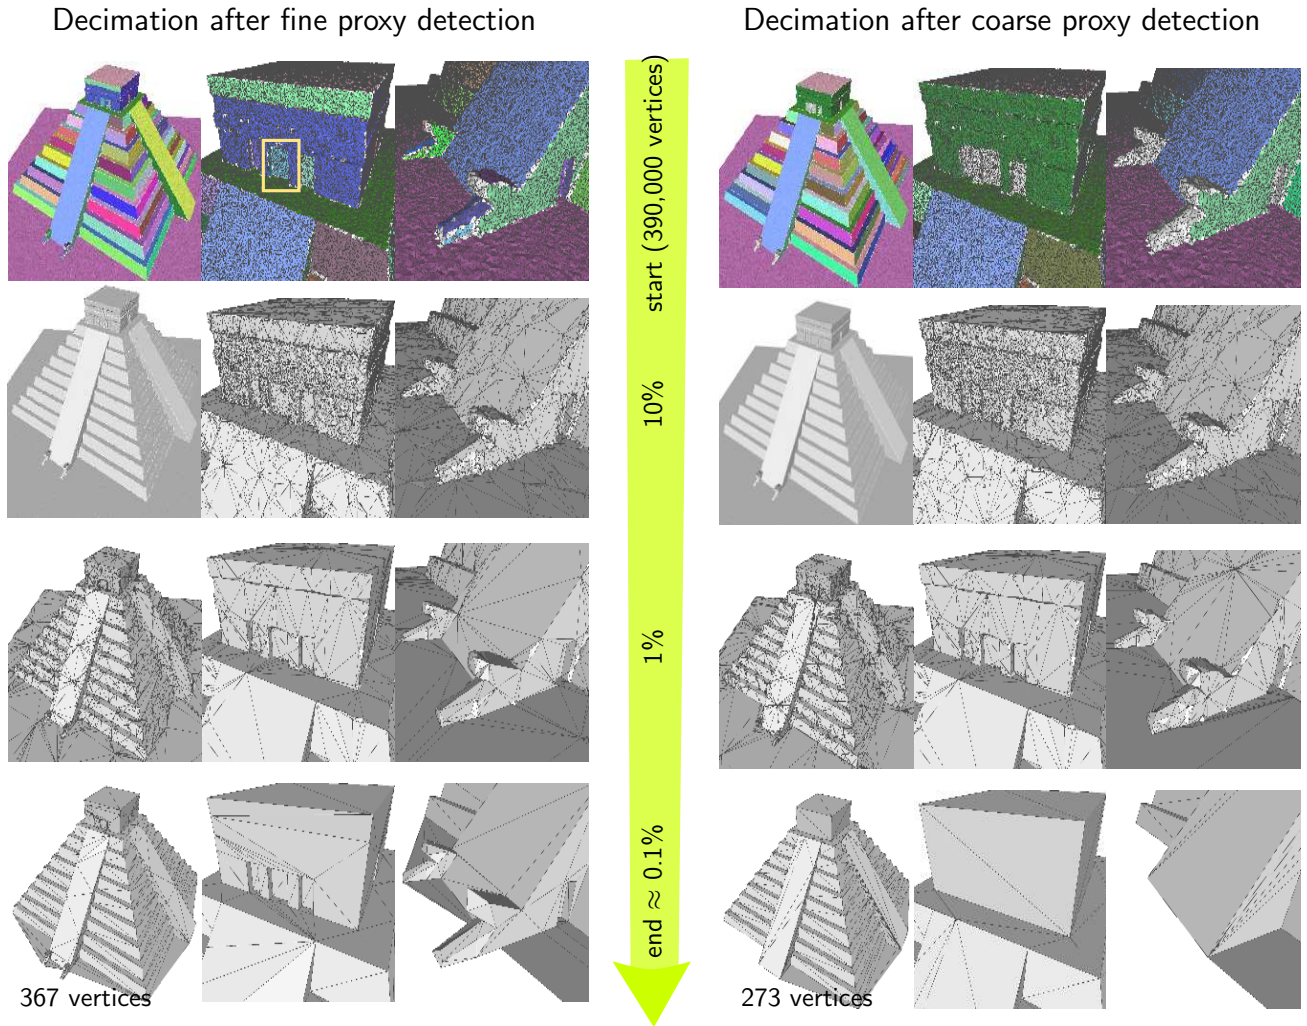 Decimation after fine proxy detection
Decimation after coarse proxy detection
start (390,000 vertices)
10%
1%
end ≈ 0.1%
367 vertices
273 vertices